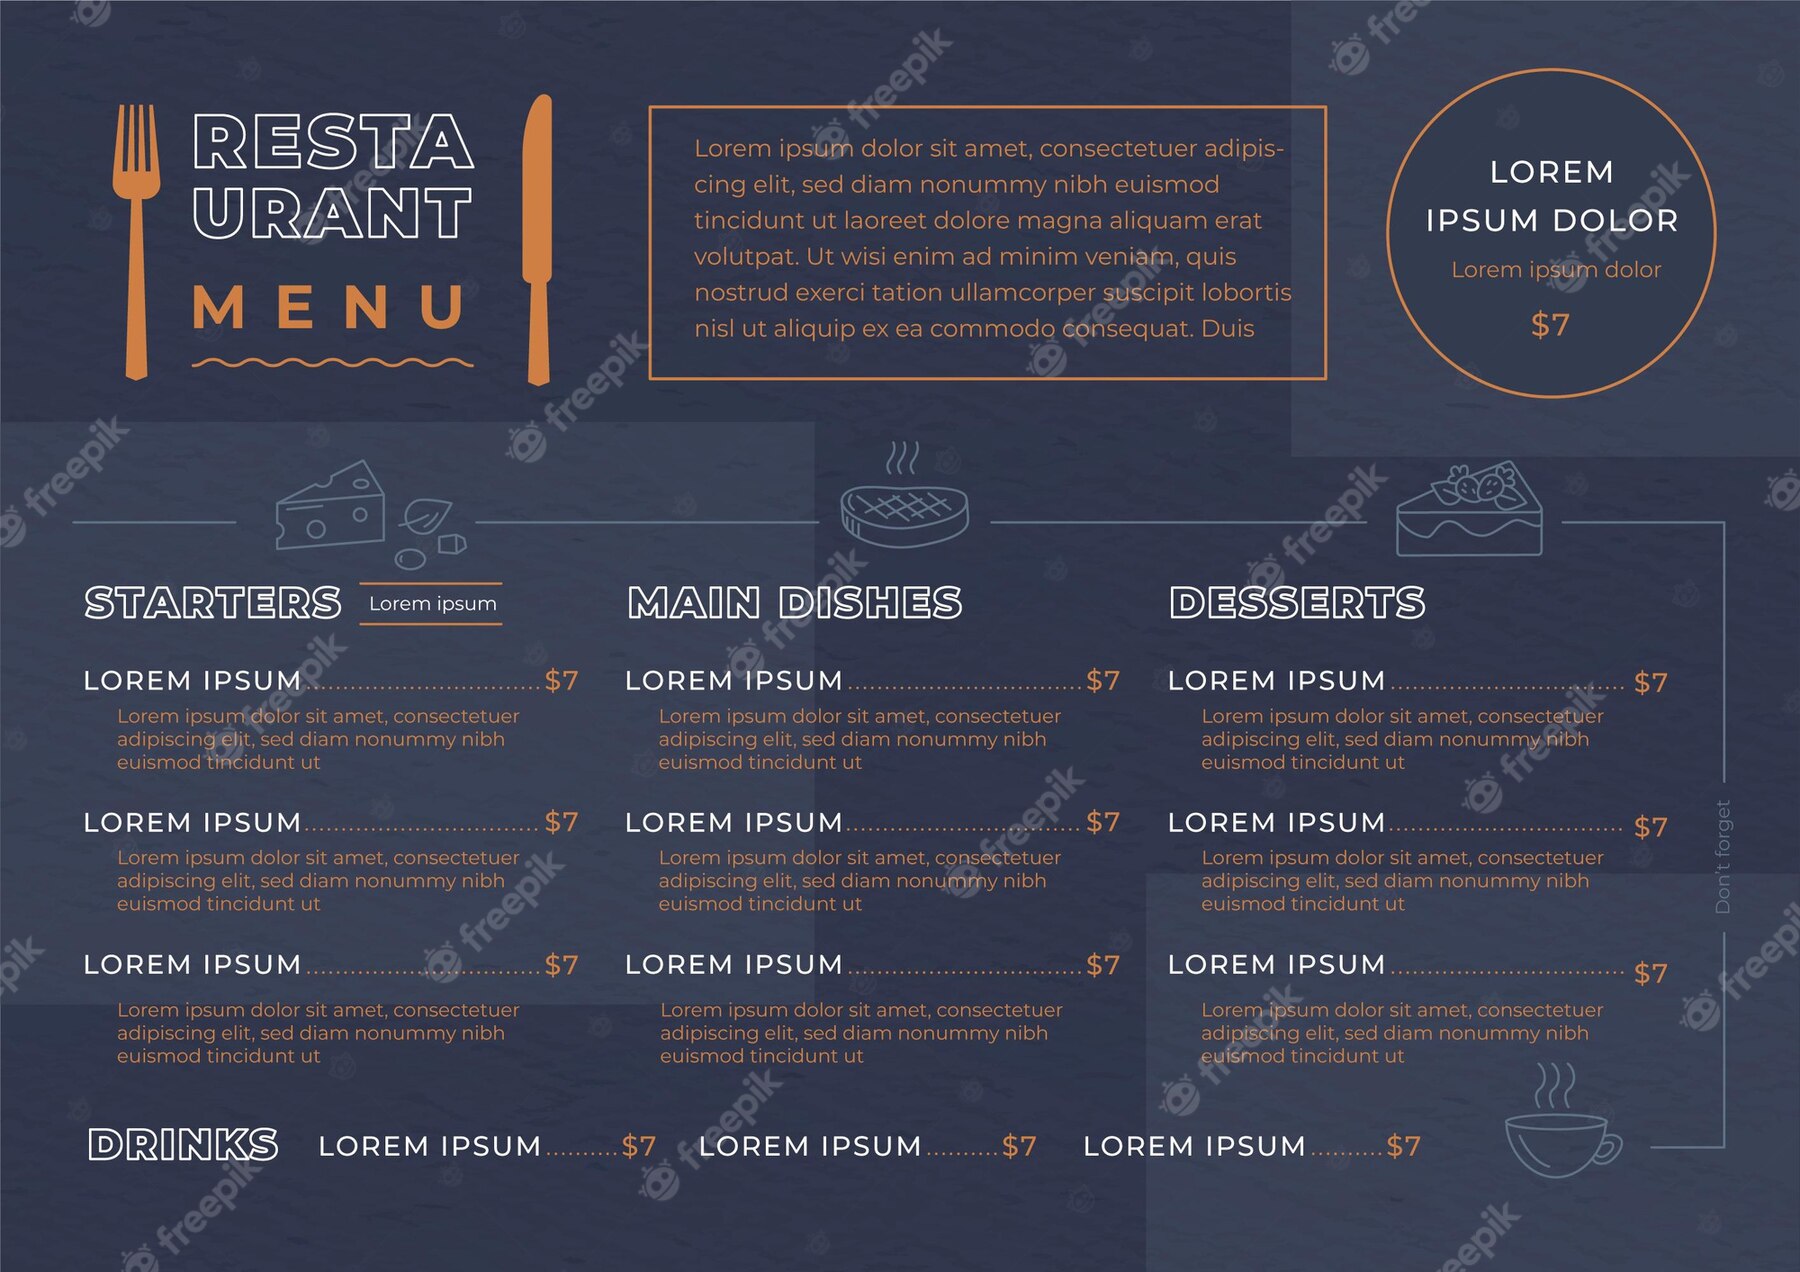 RESTA
URANT
MENU
Lorem ipsum dolor sit amet, consectetuer adipis-
cing elit, sed diam nonummy nibh euismod
tincidunt ut laoreet dolore magna aliquam erat
volutpat. Ut wisi enim ad minim veniam, quis
nostrud exerci tation ullamcorper suscipit lobortis
nisl ut aliquip ex ea commodo consequat. Duis
LOREM
IPSUM DOLOR
Lorem ipsum dolor
$7
STARTERS
Lorem ipsum
LOREM IPSUM $7
Lorem ipsum dolor sit amet, consectetuer
adipiscing elit, sed diam nonummy nibh
euismod tincidunt ut
LOREM IPSUM $7
Lorem ipsum dolor sit amet, consectetuer
adipiscing elit, sed diam nonummy nibh
euismod tincidunt ut
LOREM IPSUM $7
Lorem ipsum dolor sit amet, consectetuer
adipiscing elit, sed diam nonummy nibh
euismod tincidunt ut
MAIN DISHES
LOREM IPSUM $7
Lorem ipsum dolor sit amet, consectetuer
adipiscing elit, sed diam nonummy nibh
euismod tincidunt ut
LOREM IPSUM $7
Lorem ipsum dolor sit amet, consectetuer
adipiscing elit, sed diam nonummy nibh
euismod tincidunt ut
LOREM IPSUM $7
Lorem ipsum dolor sit amet, consectetuer
adipiscing elit, sed diam nonummy nibh
euismod tincidunt ut
DESSERTS
LOREM IPSUM $7
Lorem ipsum dolor sit amet, consectetuer
adipiscing elit, sed diam nonummy nibh
euismod tincidunt ut
LOREM IPSUM $7
Lorem ipsum dolor sit amet, consectetuer
adipiscing elit, sed diam nonummy nibh
euismod tincidunt ut
LOREM IPSUM $7
Lorem ipsum dolor sit amet, consectetuer
adipiscing elit, sed diam nonummy nibh
euismod tincidunt ut
Don't forget
DRINKS
LOREM IPSUM $7
LOREM IPSUM $7
LOREM IPSUM $7
freepik